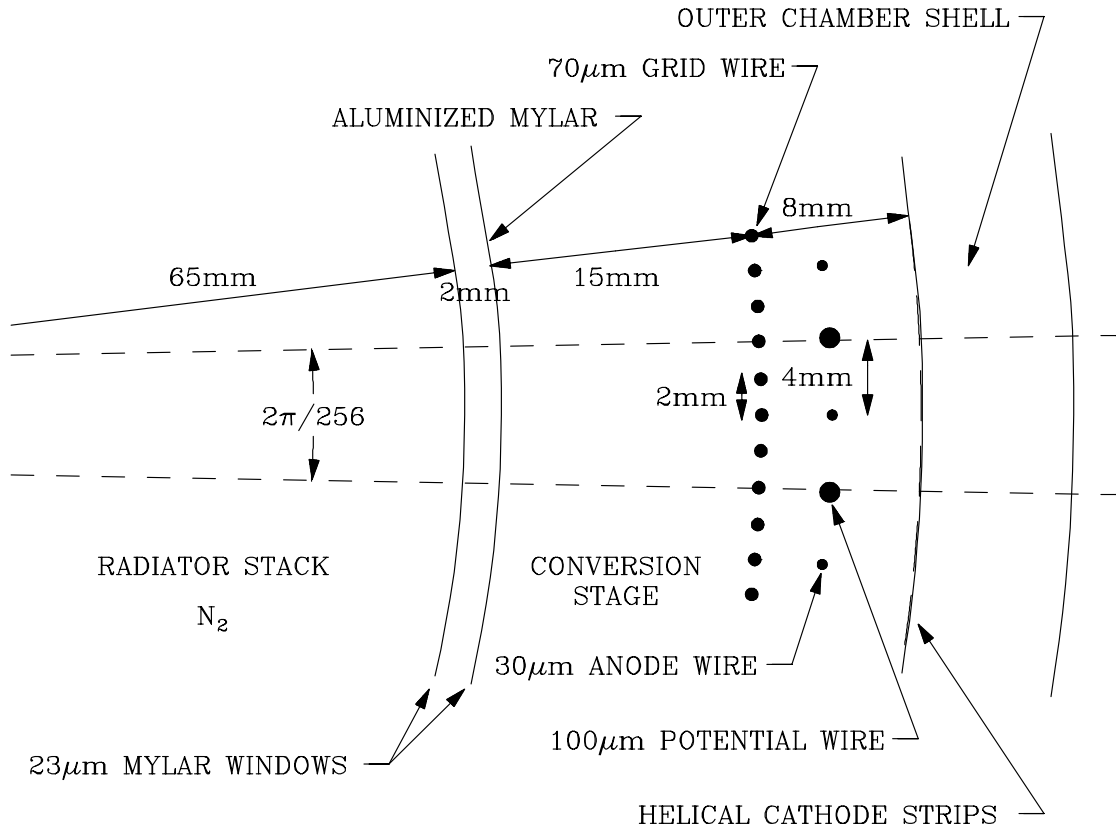 OUTER CHAMBER SHELL
70μm GRID WIRE
ALUMINIZED MYLAR
8mm
65mm
2mm
15mm
2mm
4mm
2π/256
RADIATOR STACK
N₂
CONVERSION
STAGE
30μm ANODE WIRE
100μm POTENTIAL WIRE
23μm MYLAR WINDOWS
HELICAL CATHODE STRIPS